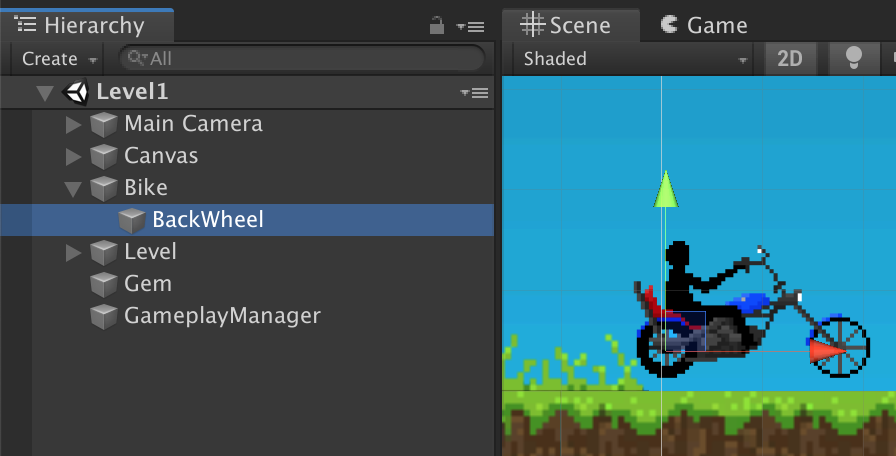 Hierarchy
Create
All
Level1
Main Camera
Canvas
Bike
BackWheel
Level
Gem
GameplayManager
Scene
Game
Shaded
2D